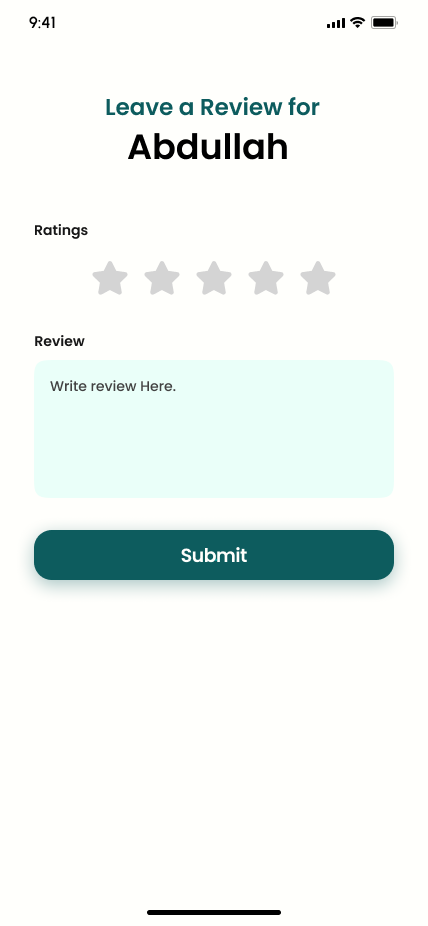 9:41
Leave a Review for
Abdullah
Ratings
Review
Write review Here.
Submit